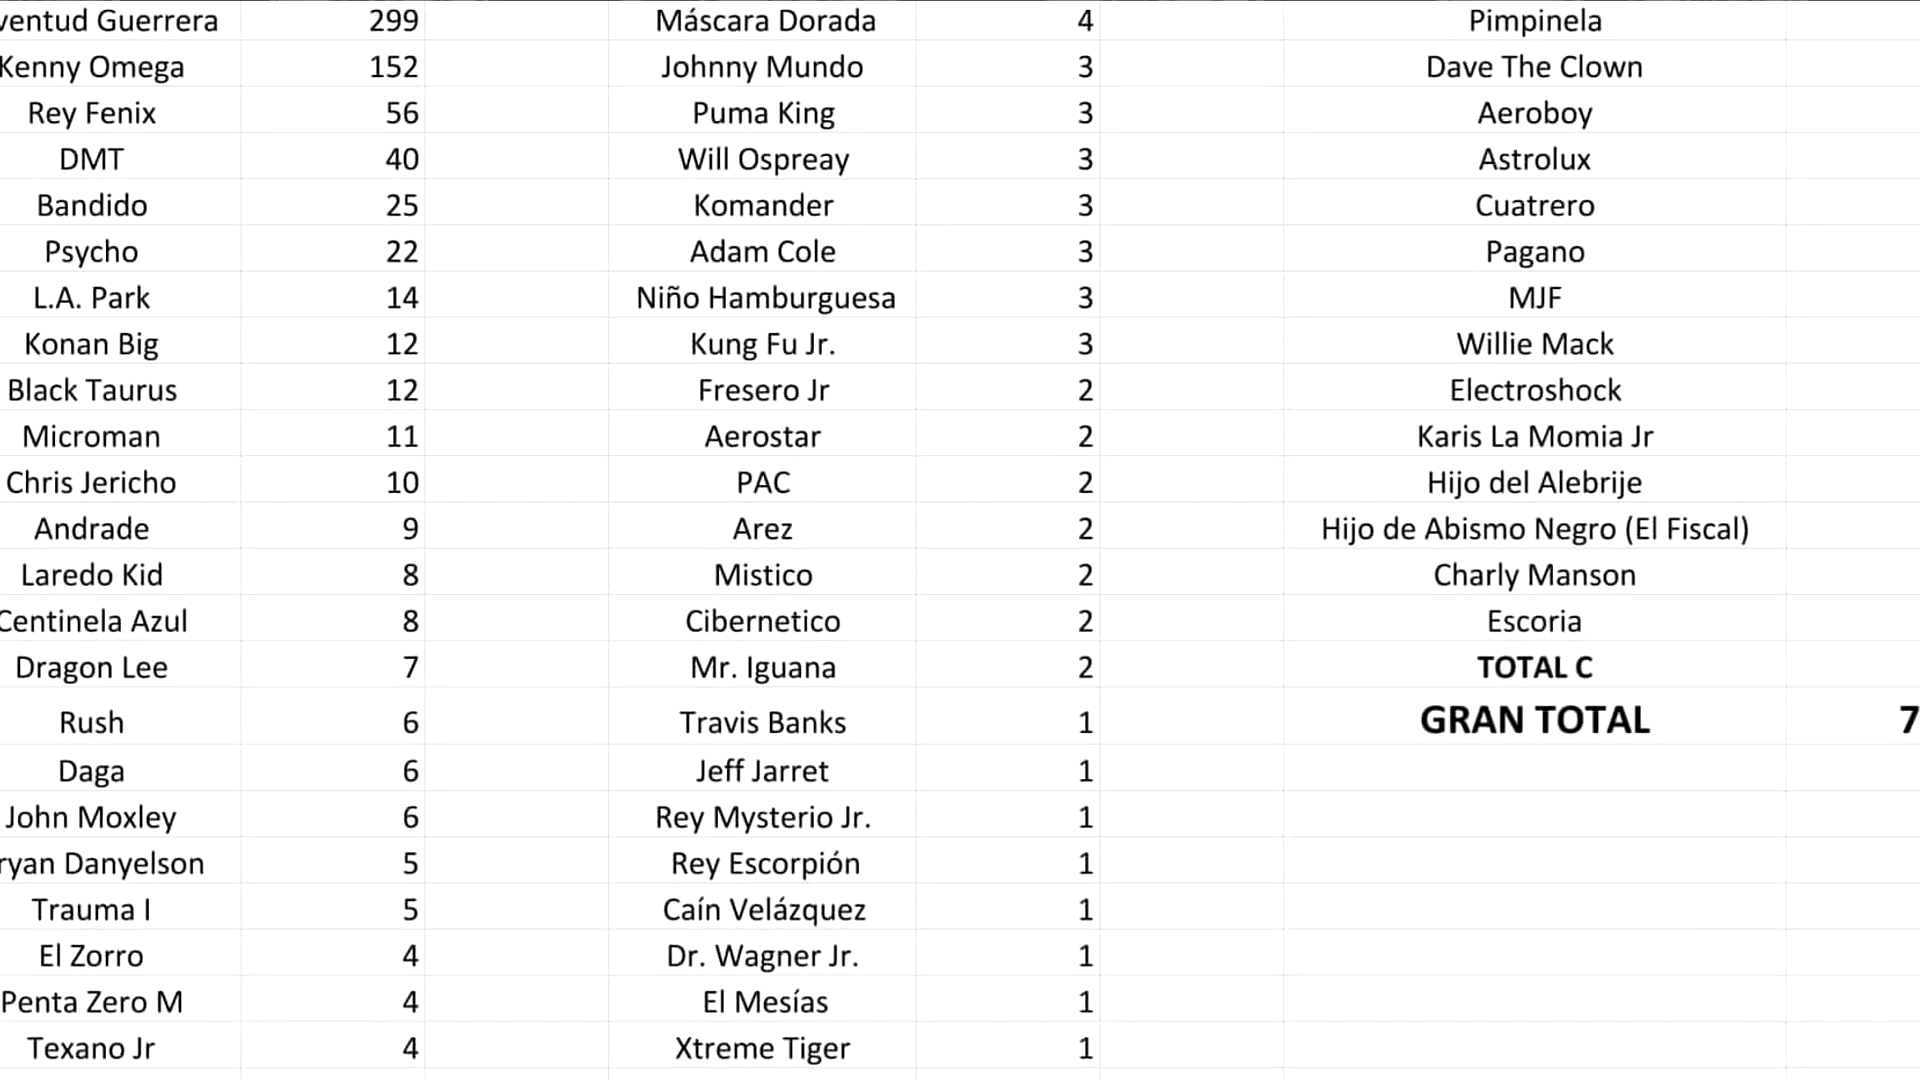 ventud Guerrera 299 Máscara Dorada 4 Pimpinela
Kenny Omega 152 Johnny Mundo 3 Dave The Clown
Rey Fenix 56 Puma King 3 Aeroboy
DMT 40 Will Ospreay 3 Astrolux
Bandido 25 Komander 3 Cuatrero
Psycho 22 Adam Cole 3 Pagano
L.A. Park 14 Niño Hamburguesa 3 MJF
Konan Big 12 Kung Fu Jr. 3 Willie Mack
Black Taurus 12 Fresero Jr 2 Electroshock
Microman 11 Aerostar 2 Karis La Momia Jr
Chris Jericho 10 PAC 2 Hijo del Alebrije
Andrade 9 Arez 2 Hijo de Abismo Negro (El Fiscal)
Laredo Kid 8 Mistico 2 Charly Manson
Centinela Azul 8 Cibernetico 2 Escoria
Dragon Lee 7 Mr. Iguana 2 TOTAL C
Rush 6 Travis Banks 1 GRAN TOTAL 7
Daga 6 Jeff Jarret 1
John Moxley 6 Rey Mysterio Jr. 1
ryan Danyelson 5 Rey Escorpión 1
Trauma I 5 Caín Velázquez 1
El Zorro 4 Dr. Wagner Jr. 1
Penta Zero M 4 El Mesías 1
Texano Jr 4 Xtreme Tiger 1